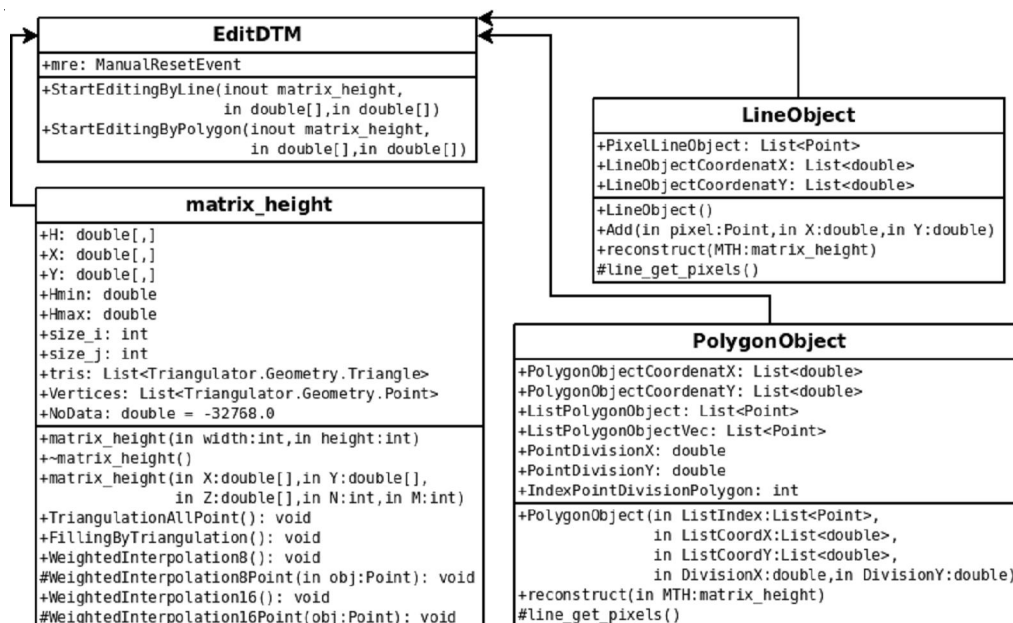 EditDTM
+mre: ManualResetEvent
+StartEditingByLine(inout matrix_height,
in double[],in double[])
+StartEditingByPolygon(inout matrix_height,
in double[],in double[])
LineObject
+PixelLineObject: List<Point>
+LineObjectCoordenatX: List<double>
+LineObjectCoordenatY: List<double>
+LineObject()
+Add(in pixel:Point,in X:double,in Y:double)
+reconstruct(MTH:matrix_height)
#line_get_pixels()
matrix_height
+H: double[,]
+X: double[,]
+Y: double[,]
+Hmin: double
+Hmax: double
+size_i: int
+size_j: int
+tris: List<Triangulator.Geometry.Triangle>
+Vertices: List<Triangulator.Geometry.Point>
+NoData: double = -32768.0
+matrix_height(in width:int,in height:int)
+~matrix_height()
+matrix_height(in X:double[],in Y:double[],
in Z:double[],in N:int,in M:int)
+TriangulationAllPoint(): void
+FillingByTriangulation(): void
+WeightedInterpolation8(): void
#WeightedInterpolation8Point(in obj:Point): void
+WeightedInterpolation16(): void
#WeightedInterpolation16Point(obj:Point): void
PolygonObject
+PolygonObjectCoordenatX: List<double>
+PolygonObjectCoordenatY: List<double>
+ListPolygonObject: List<Point>
+ListPolygonObjectVec: List<Point>
+PointDivisionX: double
+PointDivisionY: double
+IndexPointDivisionPolygon: int
+PolygonObject(in ListIndex:List<Point>,
in ListCoordX:List<double>,
in ListCoordY:List<double>,
in DivisionX:double,in DivisionY:double)
+reconstruct(in MTH:matrix_height)
#line_get_pixels()